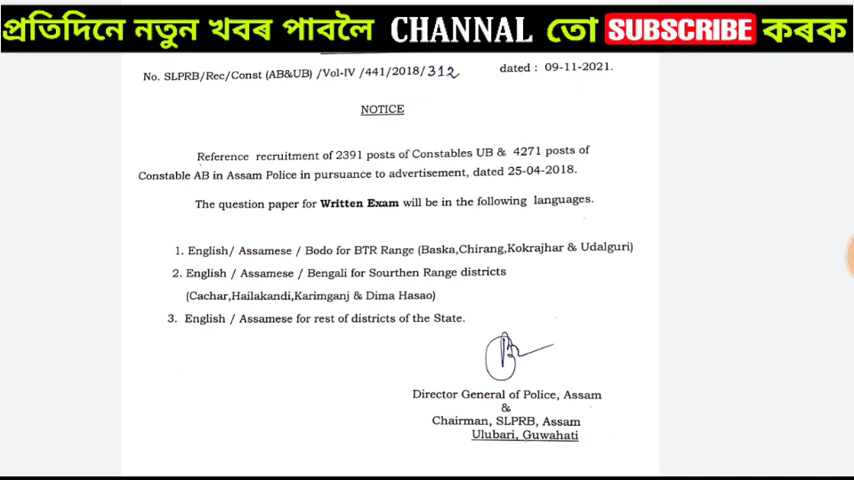 প্ৰতিদিনে নতুন খবৰ পাবলৈ CHANNAL তো SUBSCRIBE কৰক
No. SLPRB/Rec/Const (AB&UB) /Vol-IV /441/2018/312 dated : 09-11-2021.
NOTICE
Reference recruitment of 2391 posts of Constables UB & 4271 posts of
Constable AB in Assam Police in pursuance to advertisement, dated 25-04-2018.
The question paper for Written Exam will be in the following languages.
1. English/ Assamese / Bodo for BTR Range (Baska,Chirang,Kokrajhar & Udalguri)
2. English / Assamese / Bengali for Sourthen Range districts
(Cachar,Hailakandi,Karimganj & Dima Hasao)
3. English / Assamese for rest of districts of the State.
Director General of Police, Assam
&
Chairman, SLPRB, Assam
Ulubari, Guwahati